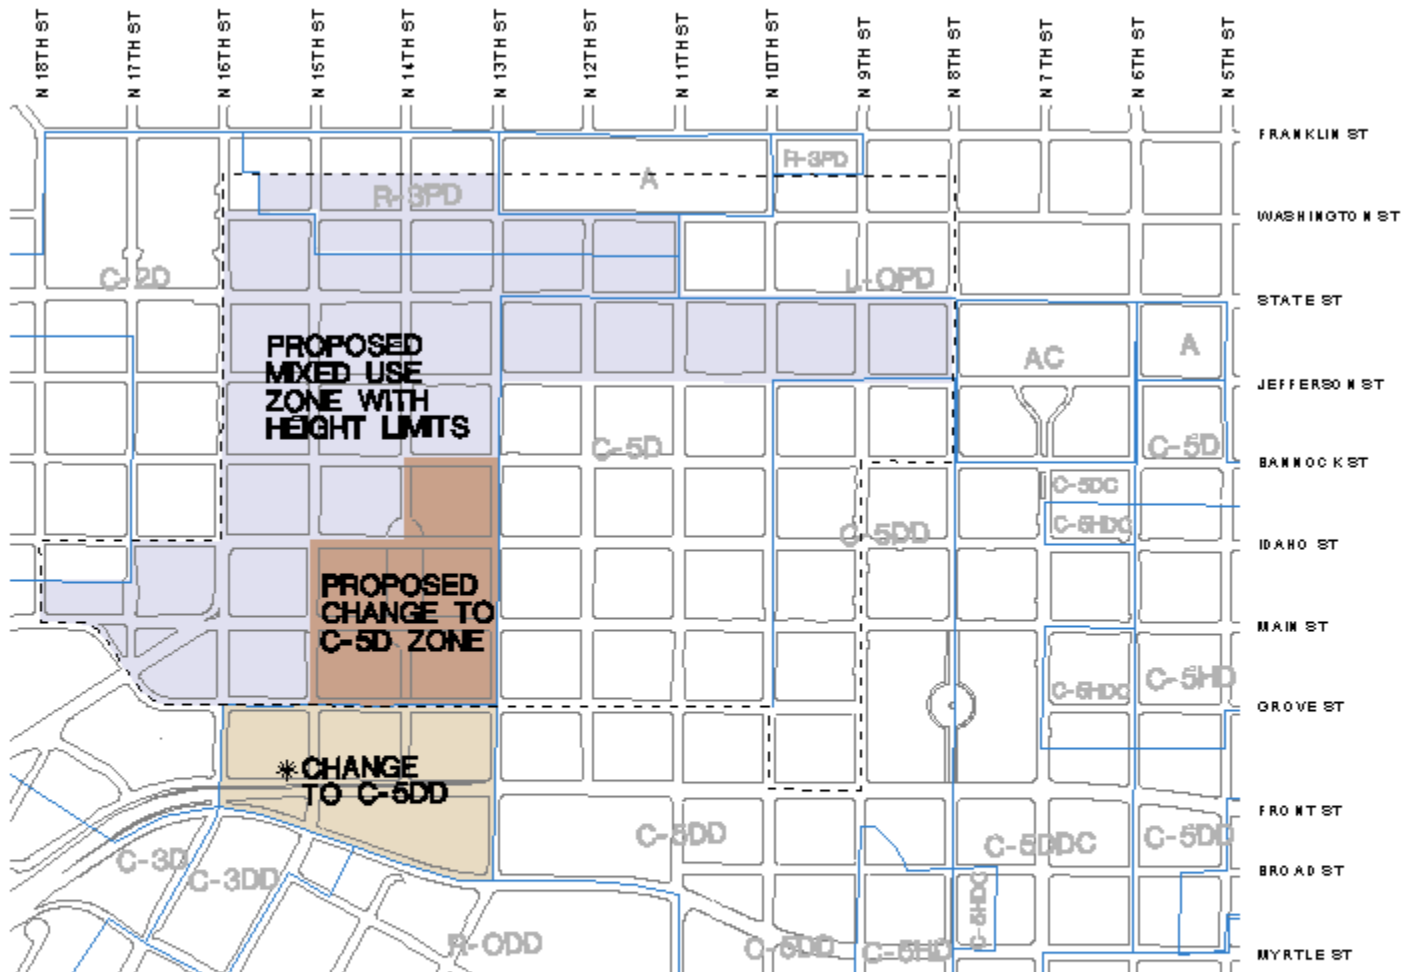 N 18TH ST
N 17TH ST
N 16TH ST
N 15TH ST
N 14TH ST
N 13TH ST
N 12TH ST
N 11TH ST
N 10TH ST
N 9TH ST
N 8TH ST
N 7TH ST
N 6TH ST
N 5TH ST
FRANKLIN ST
R-3PD
A
R-3PD
WASHINGTON ST
C-2D
L-OPD
STATE ST
PROPOSED
MIXED USE
ZONE WITH
HEIGHT LIMITS
AC
A
JEFFERSON ST
C-5D
C-5D
BANNOCK ST
C-5DC
C-5HDC
C-5DD
IDAHO ST
PROPOSED
CHANGE TO
C-5D ZONE
MAIN ST
C-5HDC
C-5HD
GROVE ST
*CHANGE
TO C-5DD
FRONT ST
C-5DD
C-5DDC
C-5DD
C-3D
C-3DD
BROAD ST
C-5HDC
R-ODD
C-5DD
C-5HD
MYRTLE ST